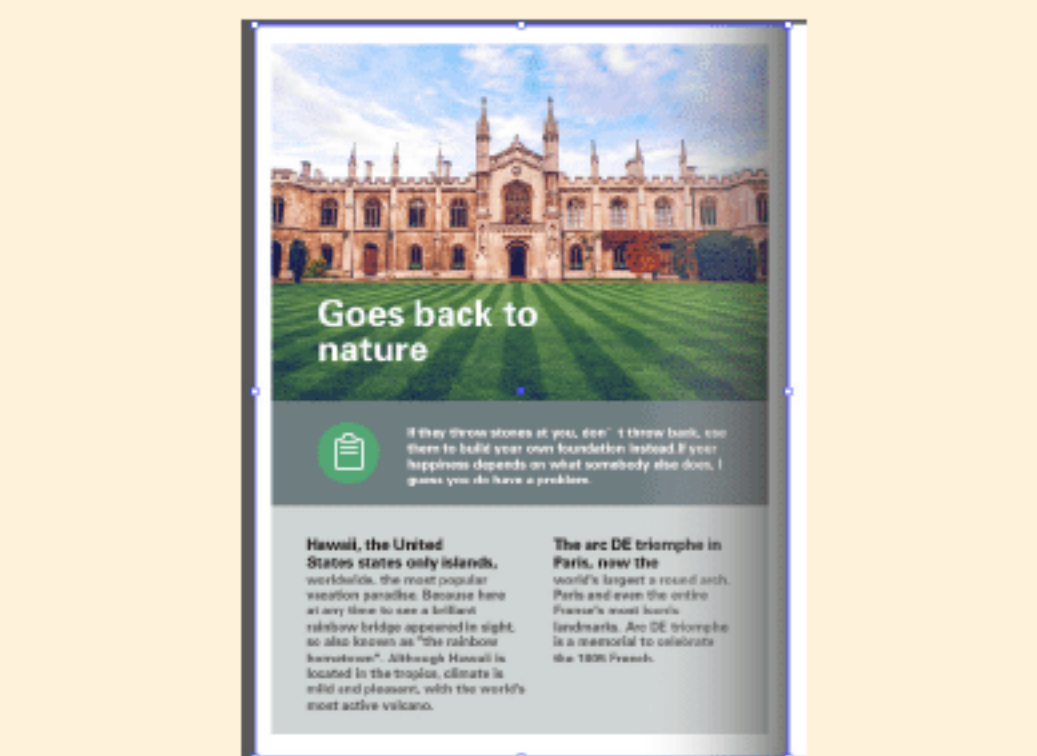 Goes back to
nature
If they throw stones at you, don't throw back, use
them to build your own foundation instead.If your
happiness depends on what somebody else does, I
guess you do have a problem.
Hawaii, the United
States states only islands,
worldwide. the most popular
vacation paradise. Because here
at any time to see a brilliant
rainbow bridge appeared in sight,
so also known as "the rainbow
hometown". Although Hawaii is
located in the tropics, climate is
mild and pleasant, with the world's
most active volcano.
The arc DE triomphe in
Paris, now the
world's largest a round arch.
Paris and even the entire
France's most iconic
landmarks. Arc DE triomphe
is a memorial to celebrate
the French.